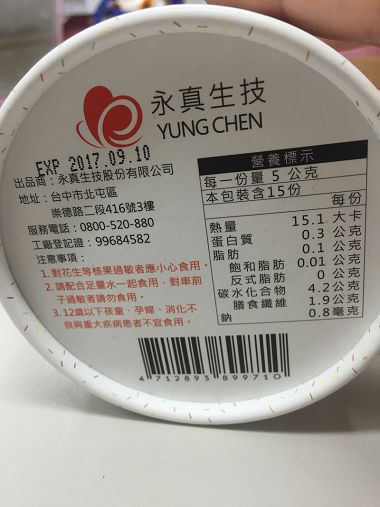 永真生技
YUNG CHEN
EXP 2017.09.10
出品商：永真生技股份有限公司
地址：台中市北屯區
崇德路二段416號3樓
服務電話：0800-520-880
工廠登記證：99684582
注意事項：
1.對花生等核果過敏者應小心食用。
2.請配合足量水一起食用，對車前
子過敏者請勿食用。
3.12歲以下孩童、孕婦、消化不
良與重大疾病患者不宜食用。
營養標示
每一份量 5 公克
本包裝含15份
每份
熱量 15.1 大卡
蛋白質 0.3 公克
脂肪 0.1 公克
飽和脂肪 0.01 公克
反式脂肪 0 公克
碳水化合物 4.2公克
膳食纖維 1.9公克
鈉 0.8毫克
4 712893 899710